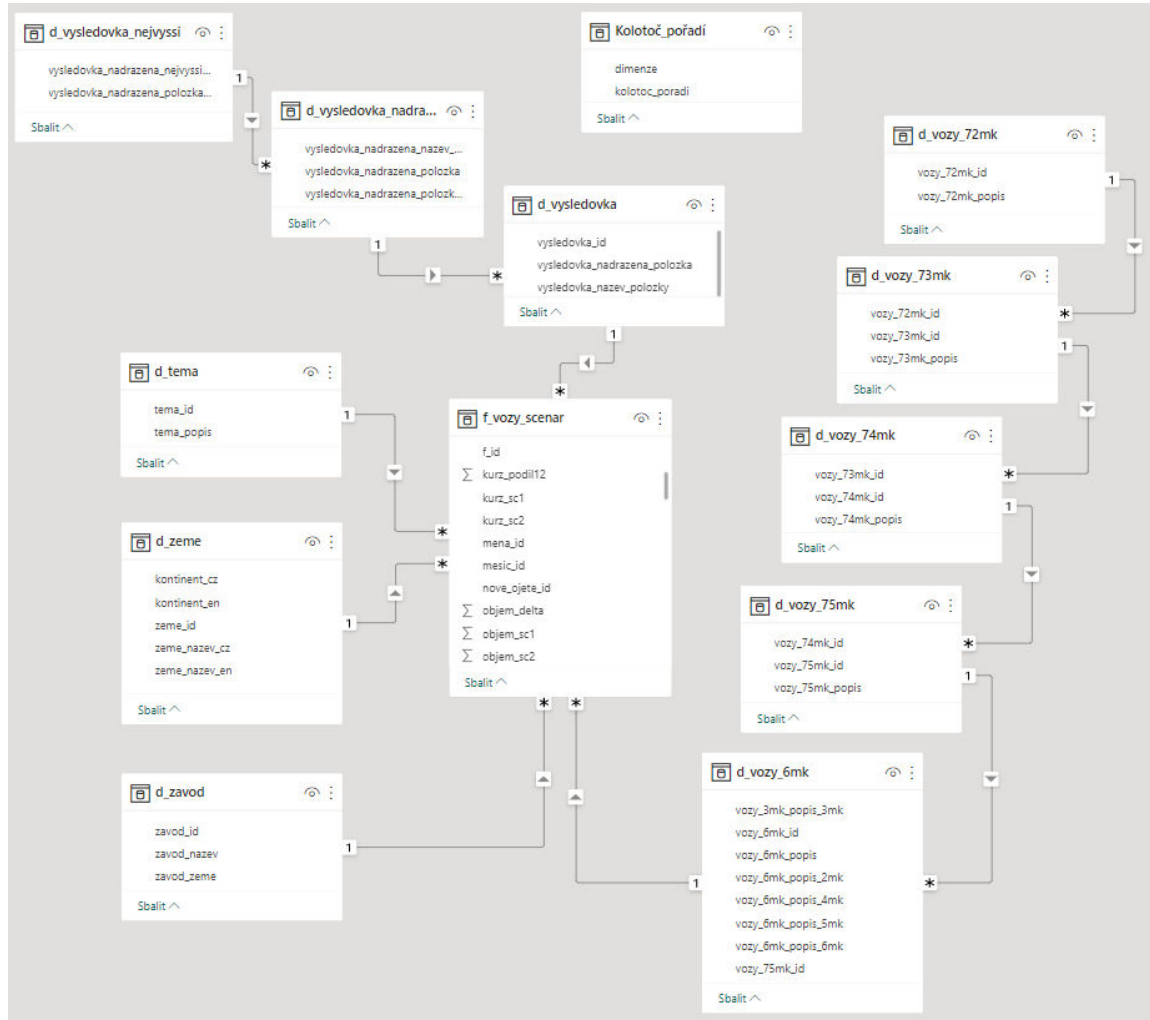 d_vysledovka_nejvyssi
vysledovka_nadrazena_nejvyssi...
vysledovka_nadrazena_polozka...
Sbalit
1
*
d_vysledovka_nadra...
vysledovka_nadrazena_nazev_...
vysledovka_nadrazena_polozka
vysledovka_nadrazena_polozk...
Sbalit
1
*
Kolotoč_pořadí
dimenze
kolotoc_poradi
Sbalit
d_vysledovka
vysledovka_id
vysledovka_nadrazena_polozka
vysledovka_nazev_polozky
Sbalit
1
*
d_vozy_72mk
vozy_72mk_id
vozy_72mk_popis
Sbalit
1
*
d_vozy_73mk
vozy_72mk_id
vozy_73mk_id
vozy_73mk_popis
Sbalit
1
*
d_vozy_74mk
vozy_73mk_id
vozy_74mk_id
vozy_74mk_popis
Sbalit
1
*
d_vozy_75mk
vozy_74mk_id
vozy_75mk_id
vozy_75mk_popis
Sbalit
1
*
d_tema
tema_id
tema_popis
Sbalit
1
*
d_zeme
kontinent_cz
kontinent_en
zeme_id
zeme_nazev_cz
zeme_nazev_en
Sbalit
1
*
f_vozy_scenar
f_id
∑ kurz_podil12
kurz_sc1
kurz_sc2
mena_id
mesic_id
nove_ojete_id
∑ objem_delta
∑ objem_sc1
∑ objem_sc2
Sbalit
*
*
d_zavod
zavod_id
zavod_nazev
zavod_zeme
Sbalit
1
d_vozy_6mk
vozy_3mk_popis_3mk
vozy_6mk_id
vozy_6mk_popis
vozy_6mk_popis_2mk
vozy_6mk_popis_4mk
vozy_6mk_popis_5mk
vozy_6mk_popis_6mk
vozy_75mk_id
Sbalit
1